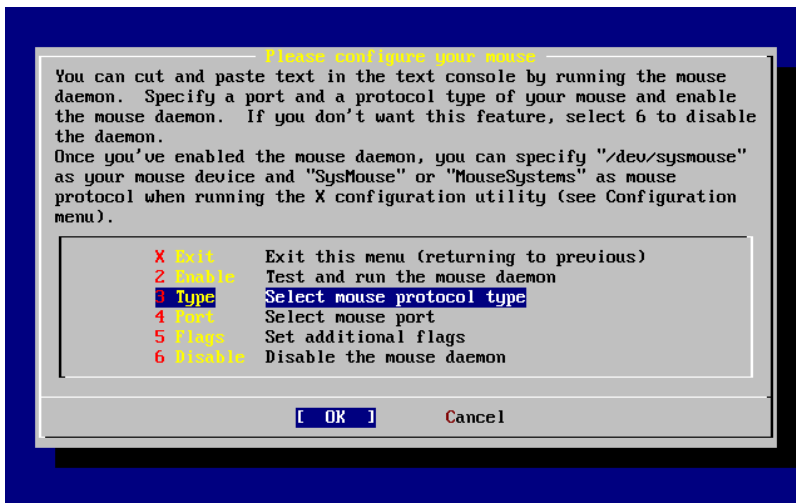 Please configure your mouse
You can cut and paste text in the text console by running the mouse
daemon.  Specify a port and a protocol type of your mouse and enable
the mouse daemon.  If you don't want this feature, select 6 to disable
the daemon.
Once you've enabled the mouse daemon, you can specify "/dev/sysmouse"
as your mouse device and "SysMouse" or "MouseSystems" as mouse
protocol when running the X configuration utility (see Configuration
menu).
X Exit     Exit this menu (returning to previous)
2 Enable   Test and run the mouse daemon
3 Type     Select mouse protocol type
4 Port     Select mouse port
5 Flags    Set additional flags
6 Disable  Disable the mouse daemon
[  OK  ]     Cancel